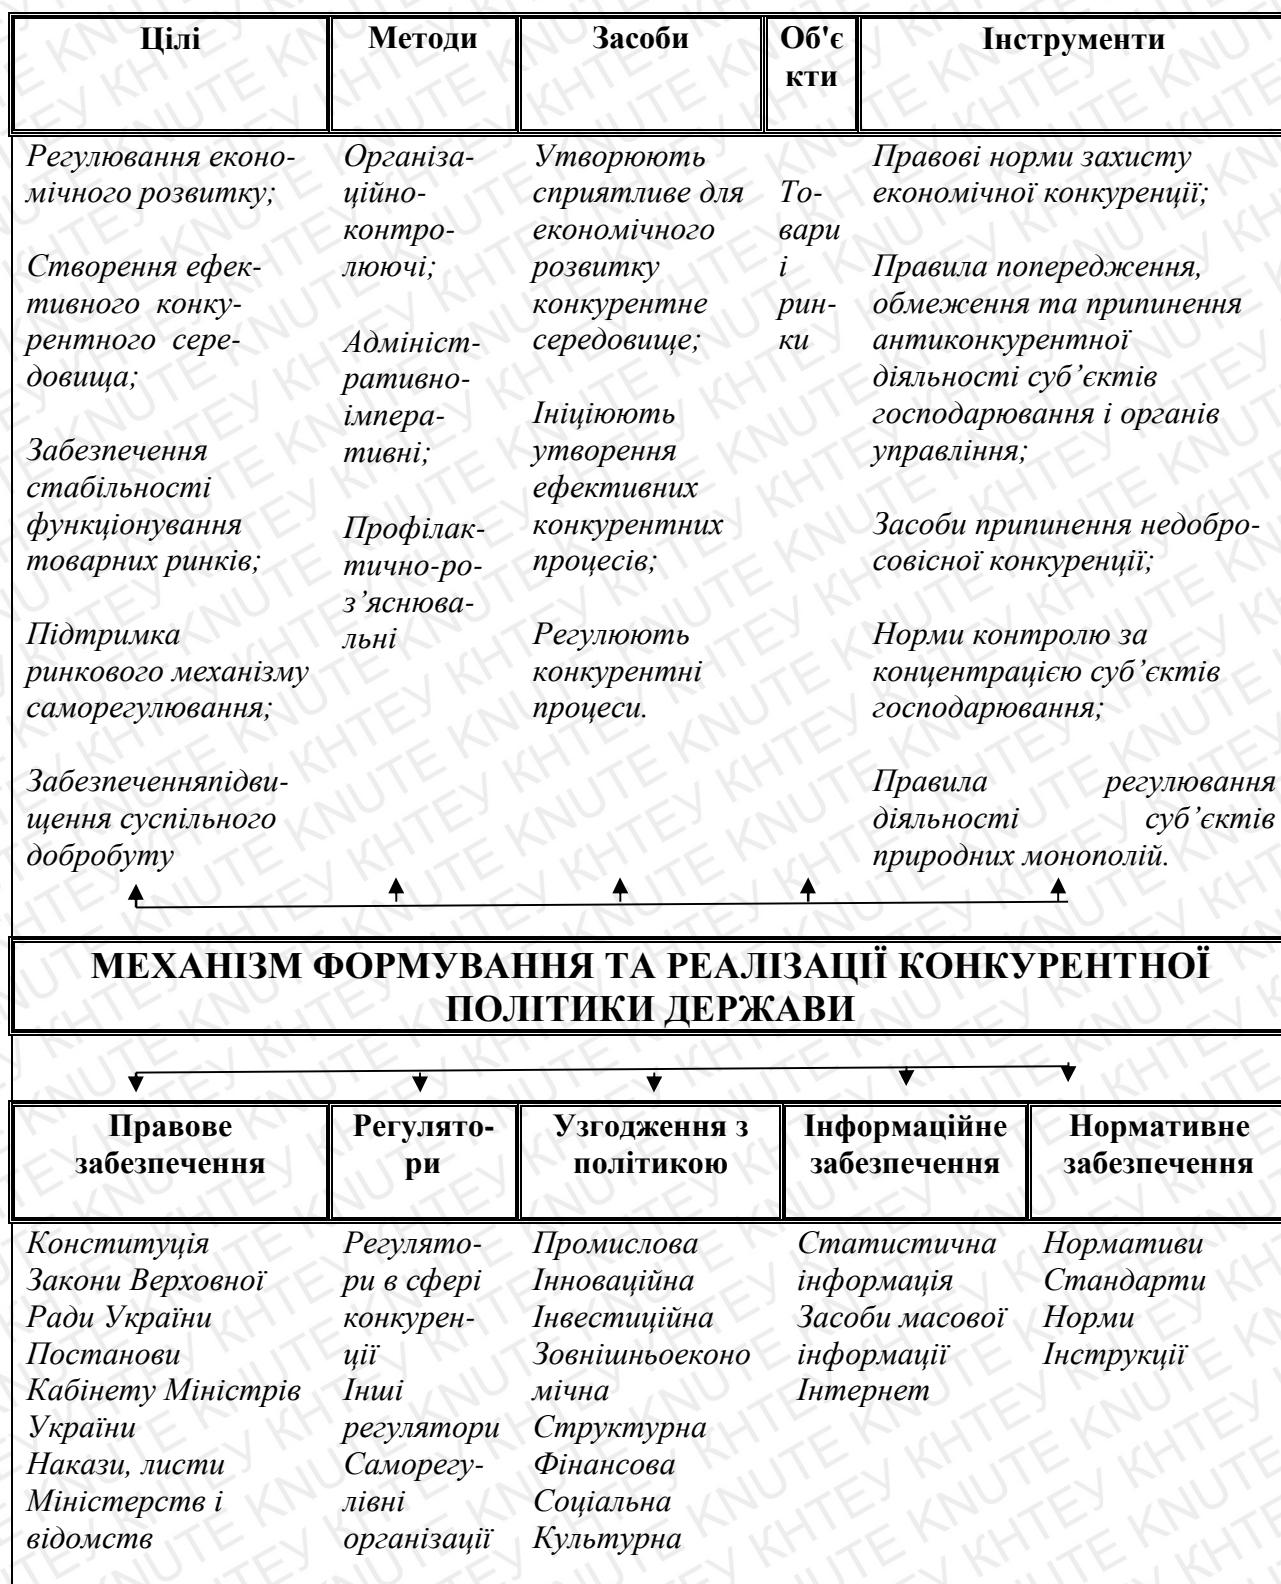 Цілі
Методи
Засоби
Об'є
кти
Інструменти
Регулювання еконо-
мічного розвитку;
Створення ефек-
тивного конку-
рентного сере-
довища;
Забезпечення
стабільності
функціонування
товарних ринків;
Підтримка
ринкового механізму
саморегулювання;
Забезпеченняпідви-
щення суспільного
добробуту
Організа-
ційно-
контро-
люючі;
Адмініст-
ративно-
імпера-
тивні;
Профілак-
тично-ро-
з’яснюва-
льні
Утворюють
сприятливе для
економічного
розвитку
конкурентне
середовище;
Ініціюють
утворення
ефективних
конкурентних
процесів;
Регулюють
конкурентні
процеси.
То-
вари
і
рин-
ки
Правові норми захисту
економічної конкуренції;
Правила попередження,
обмеження та припинення
антиконкурентної
діяльності суб’єктів
господарювання і органів
управління;
Засоби припинення недобро-
совісної конкуренції;
Норми контролю за
концентрацією суб’єктів
господарювання;
Правила регулювання
діяльності суб’єктів
природних монополій.
МЕХАНІЗМ ФОРМУВАННЯ ТА РЕАЛІЗАЦІЇ КОНКУРЕНТНОЇ
ПОЛІТИКИ ДЕРЖАВИ
Правове
забезпечення
Регулято-
ри
Узгодження з
політикою
Інформаційне
забезпечення
Нормативне
забезпечення
Конституція
Закони Верховної
Ради України
Постанови
Кабінету Міністрів
України
Накази, листи
Міністерств і
відомств
Регулято-
ри в сфері
конкурен-
ції
Інші
регулятори
Саморегу-
лівні
організації
Промислова
Інноваційна
Інвестиційна
Зовнішньоеконо
мічна
Структурна
Фінансова
Соціальна
Культурна
Статистична
інформація
Засоби масової
інформації
Інтернет
Нормативи
Стандарти
Норми
Інструкції